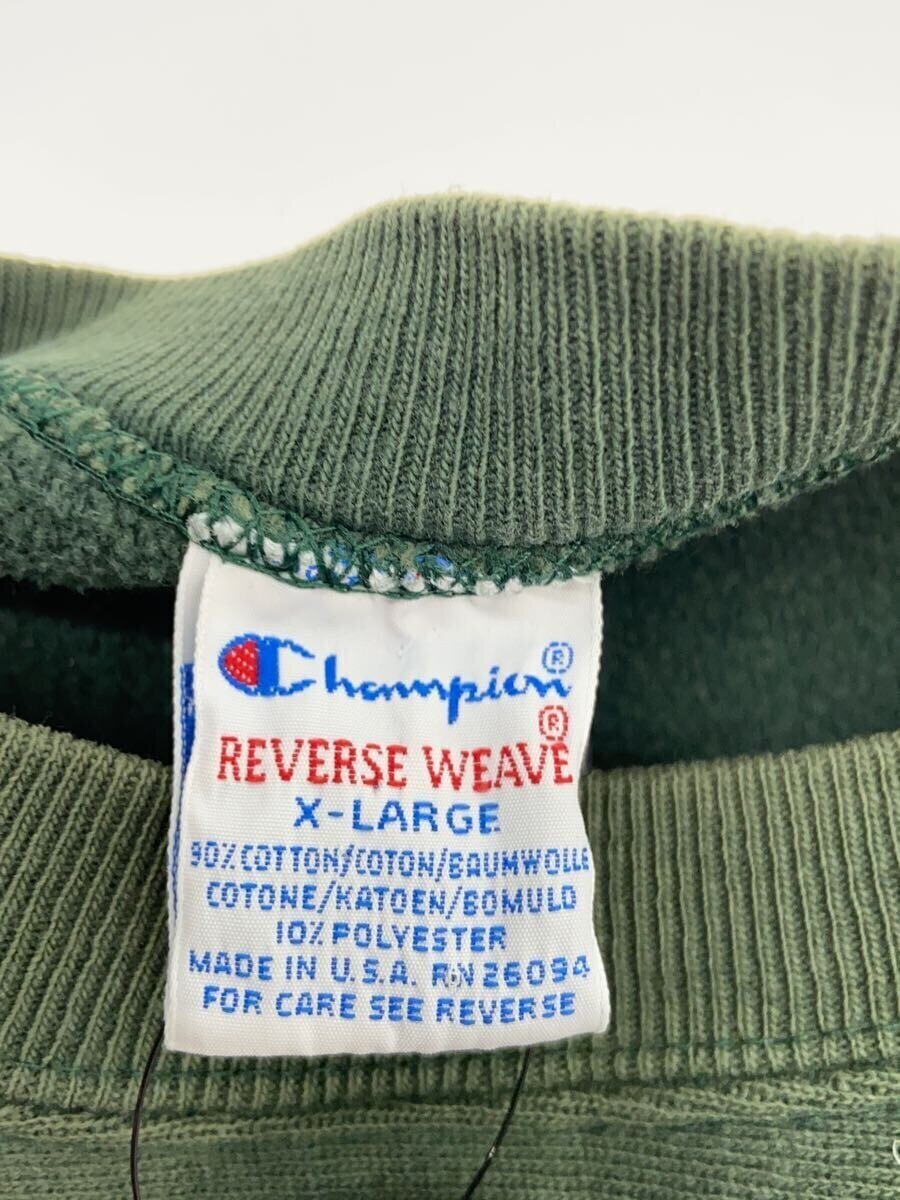 Champion®
REVERSE WEAVE®
X-LARGE
90% COTTON/COTON/BAUMWOLLE
COTONE/KATOEN/BOMULD
10% POLYESTER
MADE IN U.S.A. RN 26094
FOR CARE SEE REVERSE